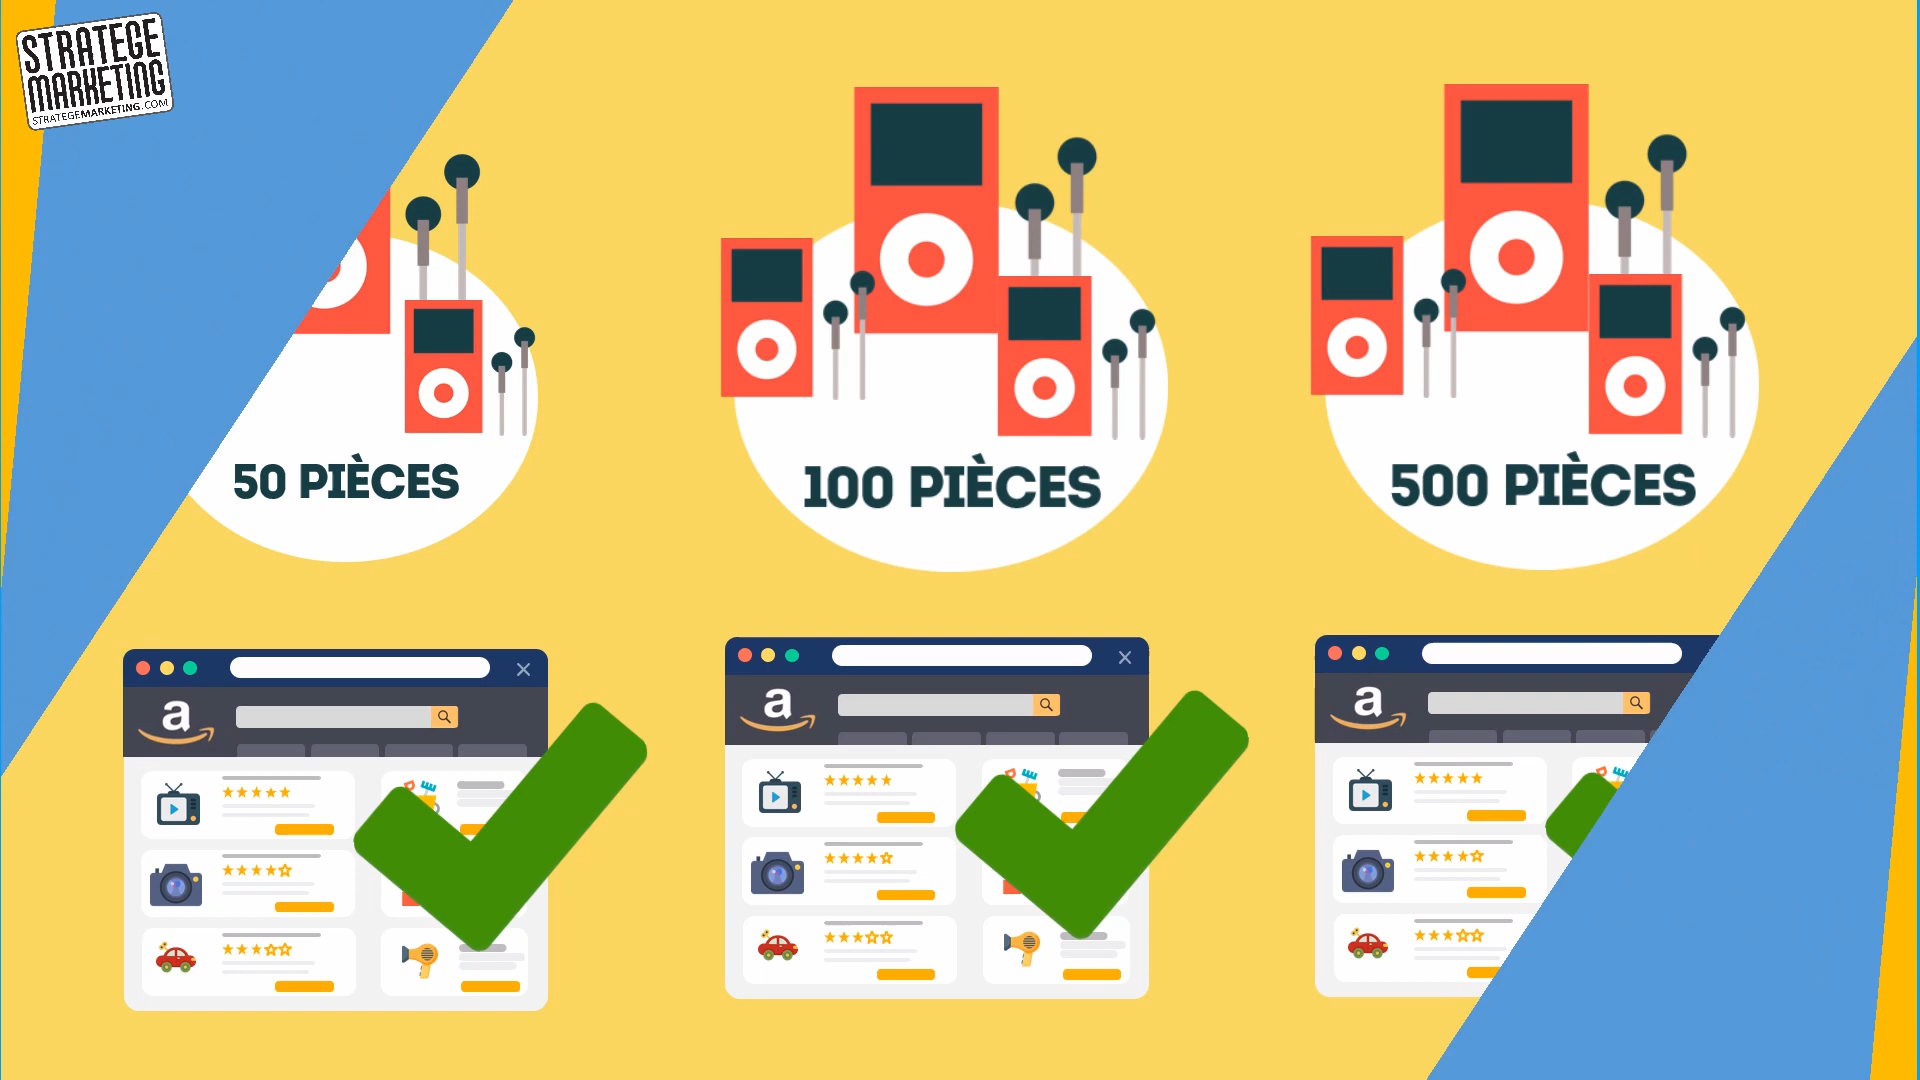 STRATEGE
MARKETING
STRATEGEMARKETING.COM
50 PIÈCES
100 PIÈCES
500 PIÈCES
a
a
a